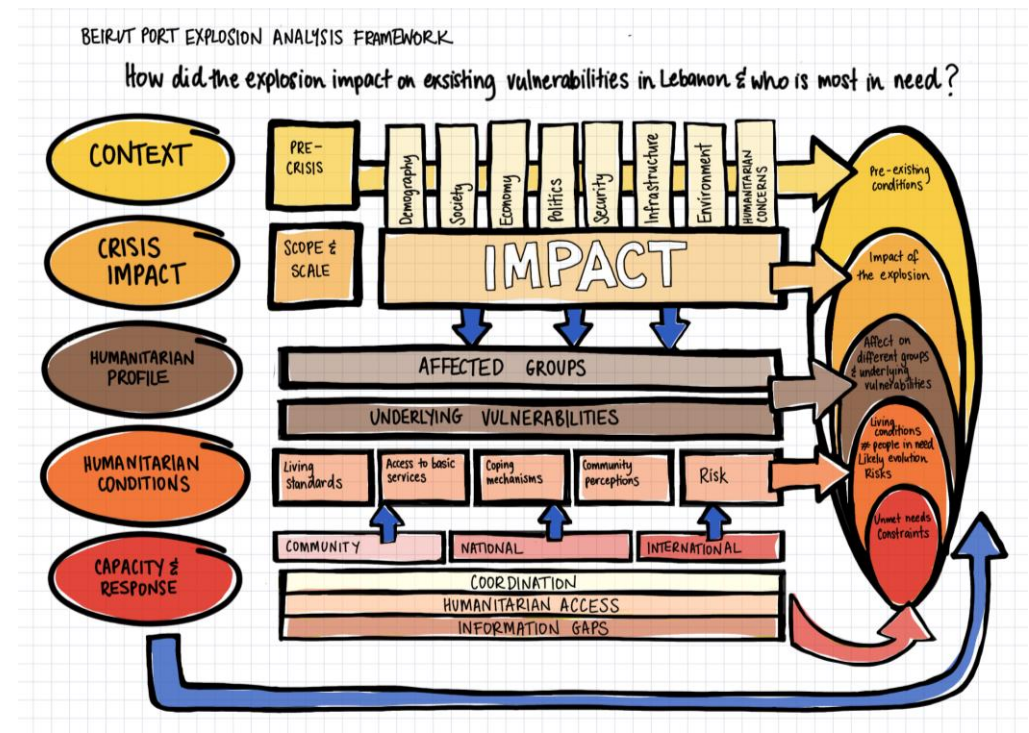 BEIRUT PORT EXPLOSION ANALYSIS FRAMEWORK
How did the explosion impact on exsisting vulnerabilities in Lebanon & who is most in need?
CONTEXT
PRE-
CRISIS
Demography
Society
Economy
Politics
Security
Infrastructure
Environment
HUMANITARIAN
CONCERNS
Pre-existing
conditions
CRISIS
IMPACT
SCOPE &
SCALE
IMPACT
Impact of
the explosion
HUMANITARIAN
PROFILE
AFFECTED GROUPS
UNDERLYING VULNERABILITIES
Affect on
different groups
& underlying
vulnerabilities
HUMANITARIAN
CONDITIONS
Living
standards
Access to basic
services
Coping
mechanisms
Community
perceptions
Risk
Living
conditions
# people in need
Likely evolution
Risks
CAPACITY &
RESPONSE
COMMUNITY
NATIONAL
INTERNATIONAL
COORDINATION
HUMANITARIAN ACCESS
INFORMATION GAPS
Unmet needs
Constraints